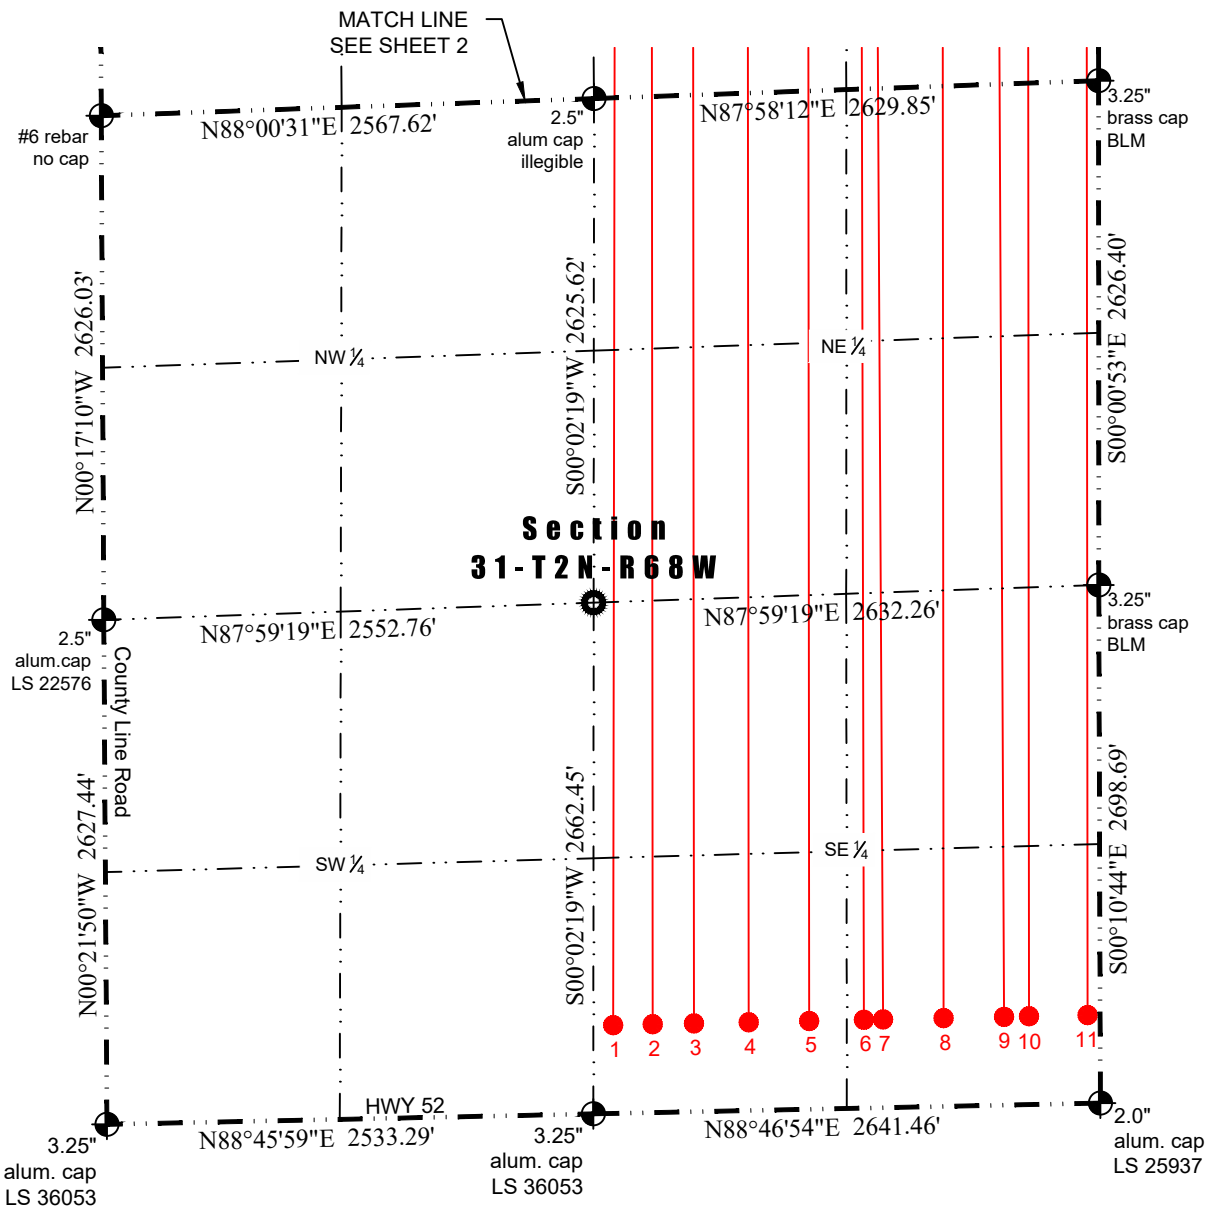 MATCH LINE
SEE SHEET 2
#6 rebar
no cap
N88°00'31"E 2567.62'
2.5"
alum cap
illegible
N87°58'12"E 2629.85'
3.25"
brass cap
BLM
N00°17'10"W 2626.03'
S00°02'19"W 2625.62'
S00°00'53"E 2626.40'
NW ¼
NE ¼
Section
31-T2N-R68W
2.5"
alum.cap
LS 22576
N87°59'19"E 2552.76'
N87°59'19"E 2632.26'
3.25"
brass cap
BLM
County Line Road
N00°21'50"W 2627.44'
S00°02'19"W 2662.45'
S00°10'44"E 2698.69'
SW ¼
SE ¼
1 2 3 4 5 6 7 8 9 10 11
HWY 52
3.25"
alum. cap
LS 36053
N88°45'59"E 2533.29'
3.25"
alum. cap
LS 36053
N88°46'54"E 2641.46'
2.0"
alum. cap
LS 25937